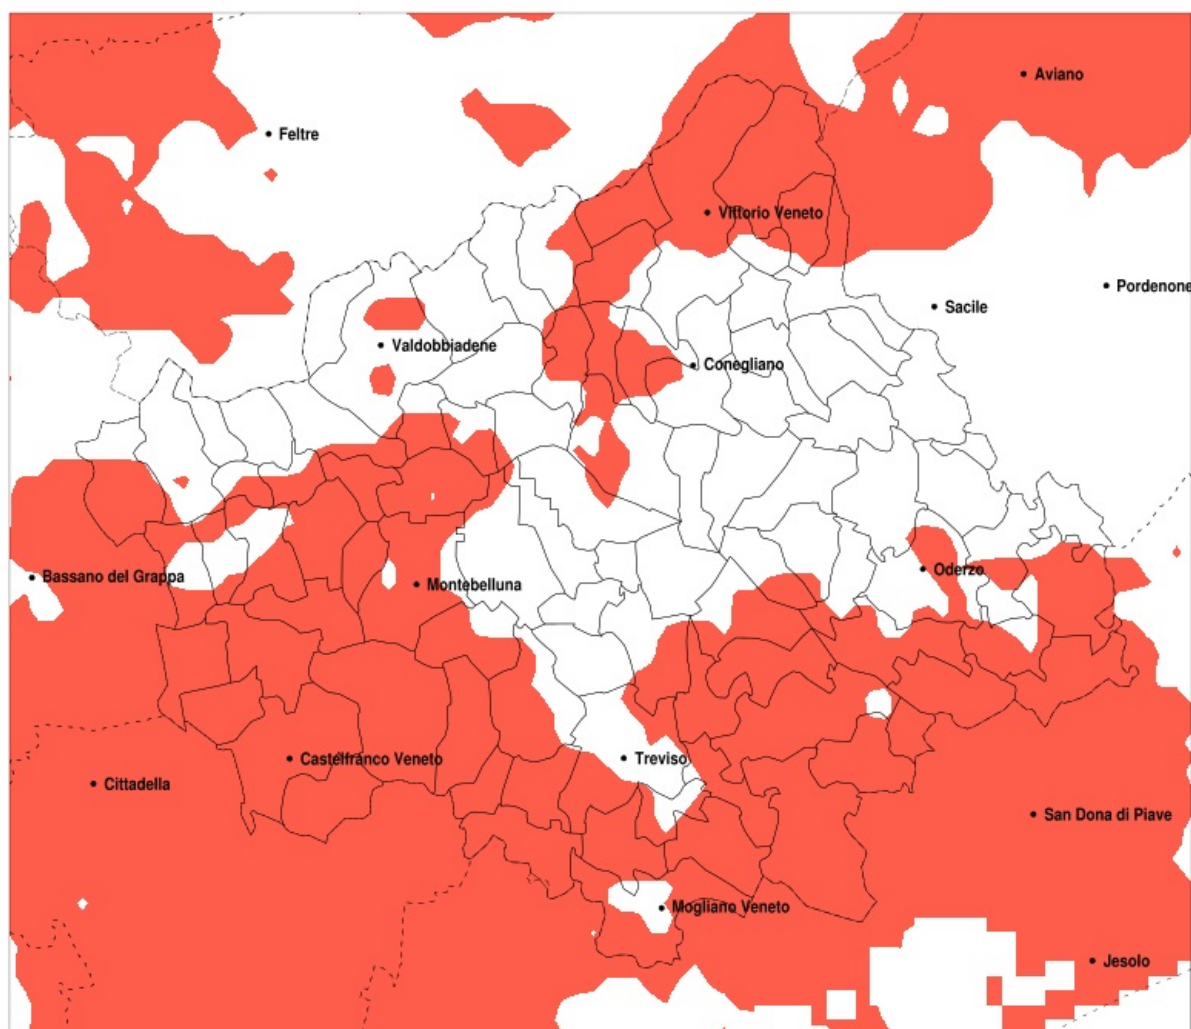 Aviano
Feltre
Vittorio Veneto
Pordenone
Sacile
Valdobbiadene
Conegliano
Oderzo
Bassano del Grappa
Montebelluna
Castelfranco Veneto
Treviso
Cittadella
San Dona di Piave
Mogliano Veneto
Jesolo